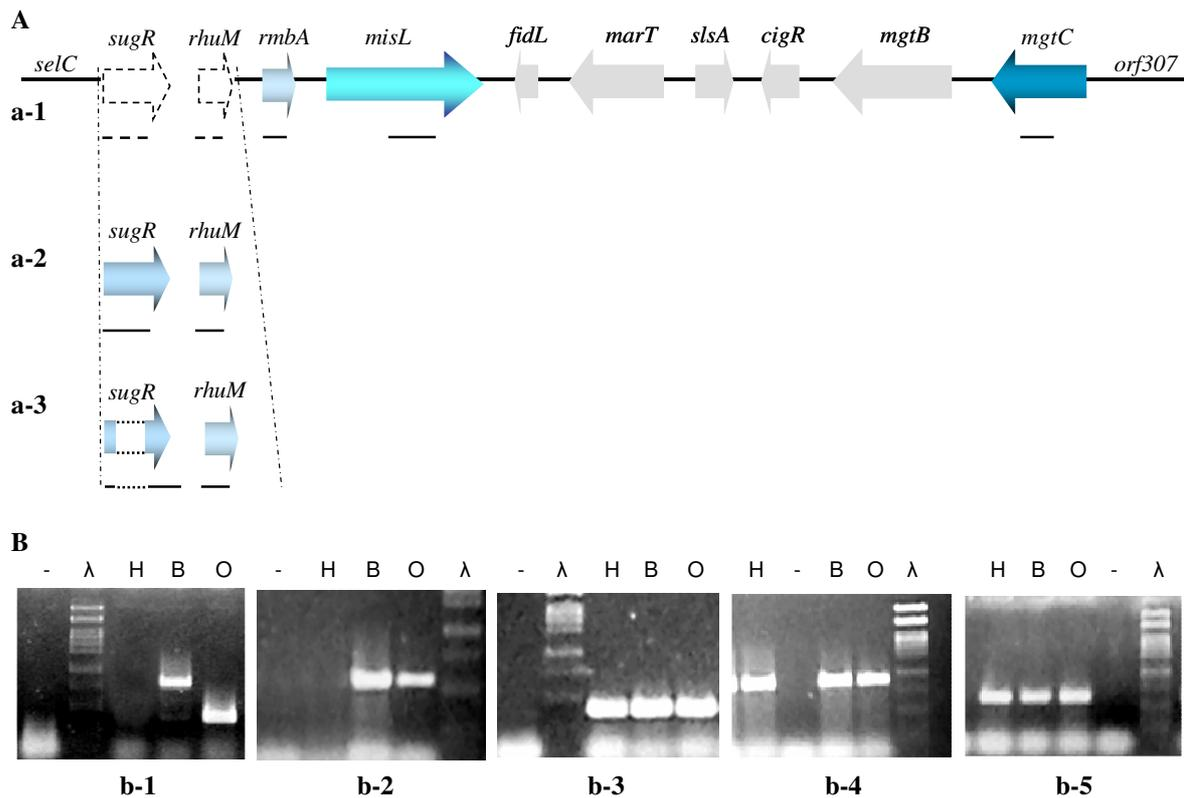 A
sugR rhuM rmbA misL fidL marT slsA cigR mgtB mgtC
selC orf307
a-1
sugR rhuM
a-2
sugR rhuM
a-3
B
- λ H B O - H B O λ - λ H B O H - B O λ H B O - λ
b-1 b-2 b-3 b-4 b-5